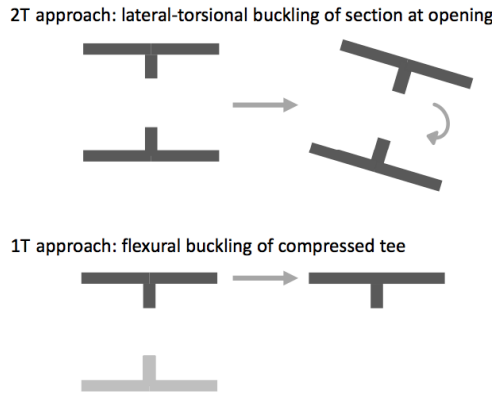 2T approach: lateral-torsional buckling of section at opening
1T approach: flexural buckling of compressed tee